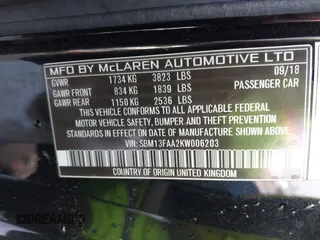 MFD BY McLAREN AUTOMOTIVE LTD
09/18
GVWR 1734 KG 3823 LBS
GAWR FRONT 834 KG 1839 LBS PASSENGER CAR
GAWR REAR 1150 KG 2536 LBS
THIS VEHICLE CONFORMS TO ALL APPLICABLE FEDERAL
MOTOR VEHICLE SAFETY, BUMPER, AND THEFT PREVENTION
STANDARDS IN EFFECT ON THE DATE OF MANUFACTURE
SHOWN ABOVE
VIN: SBM13FAA2KW006203
COUNTRY OF ORIGIN UNITED KINGDOM